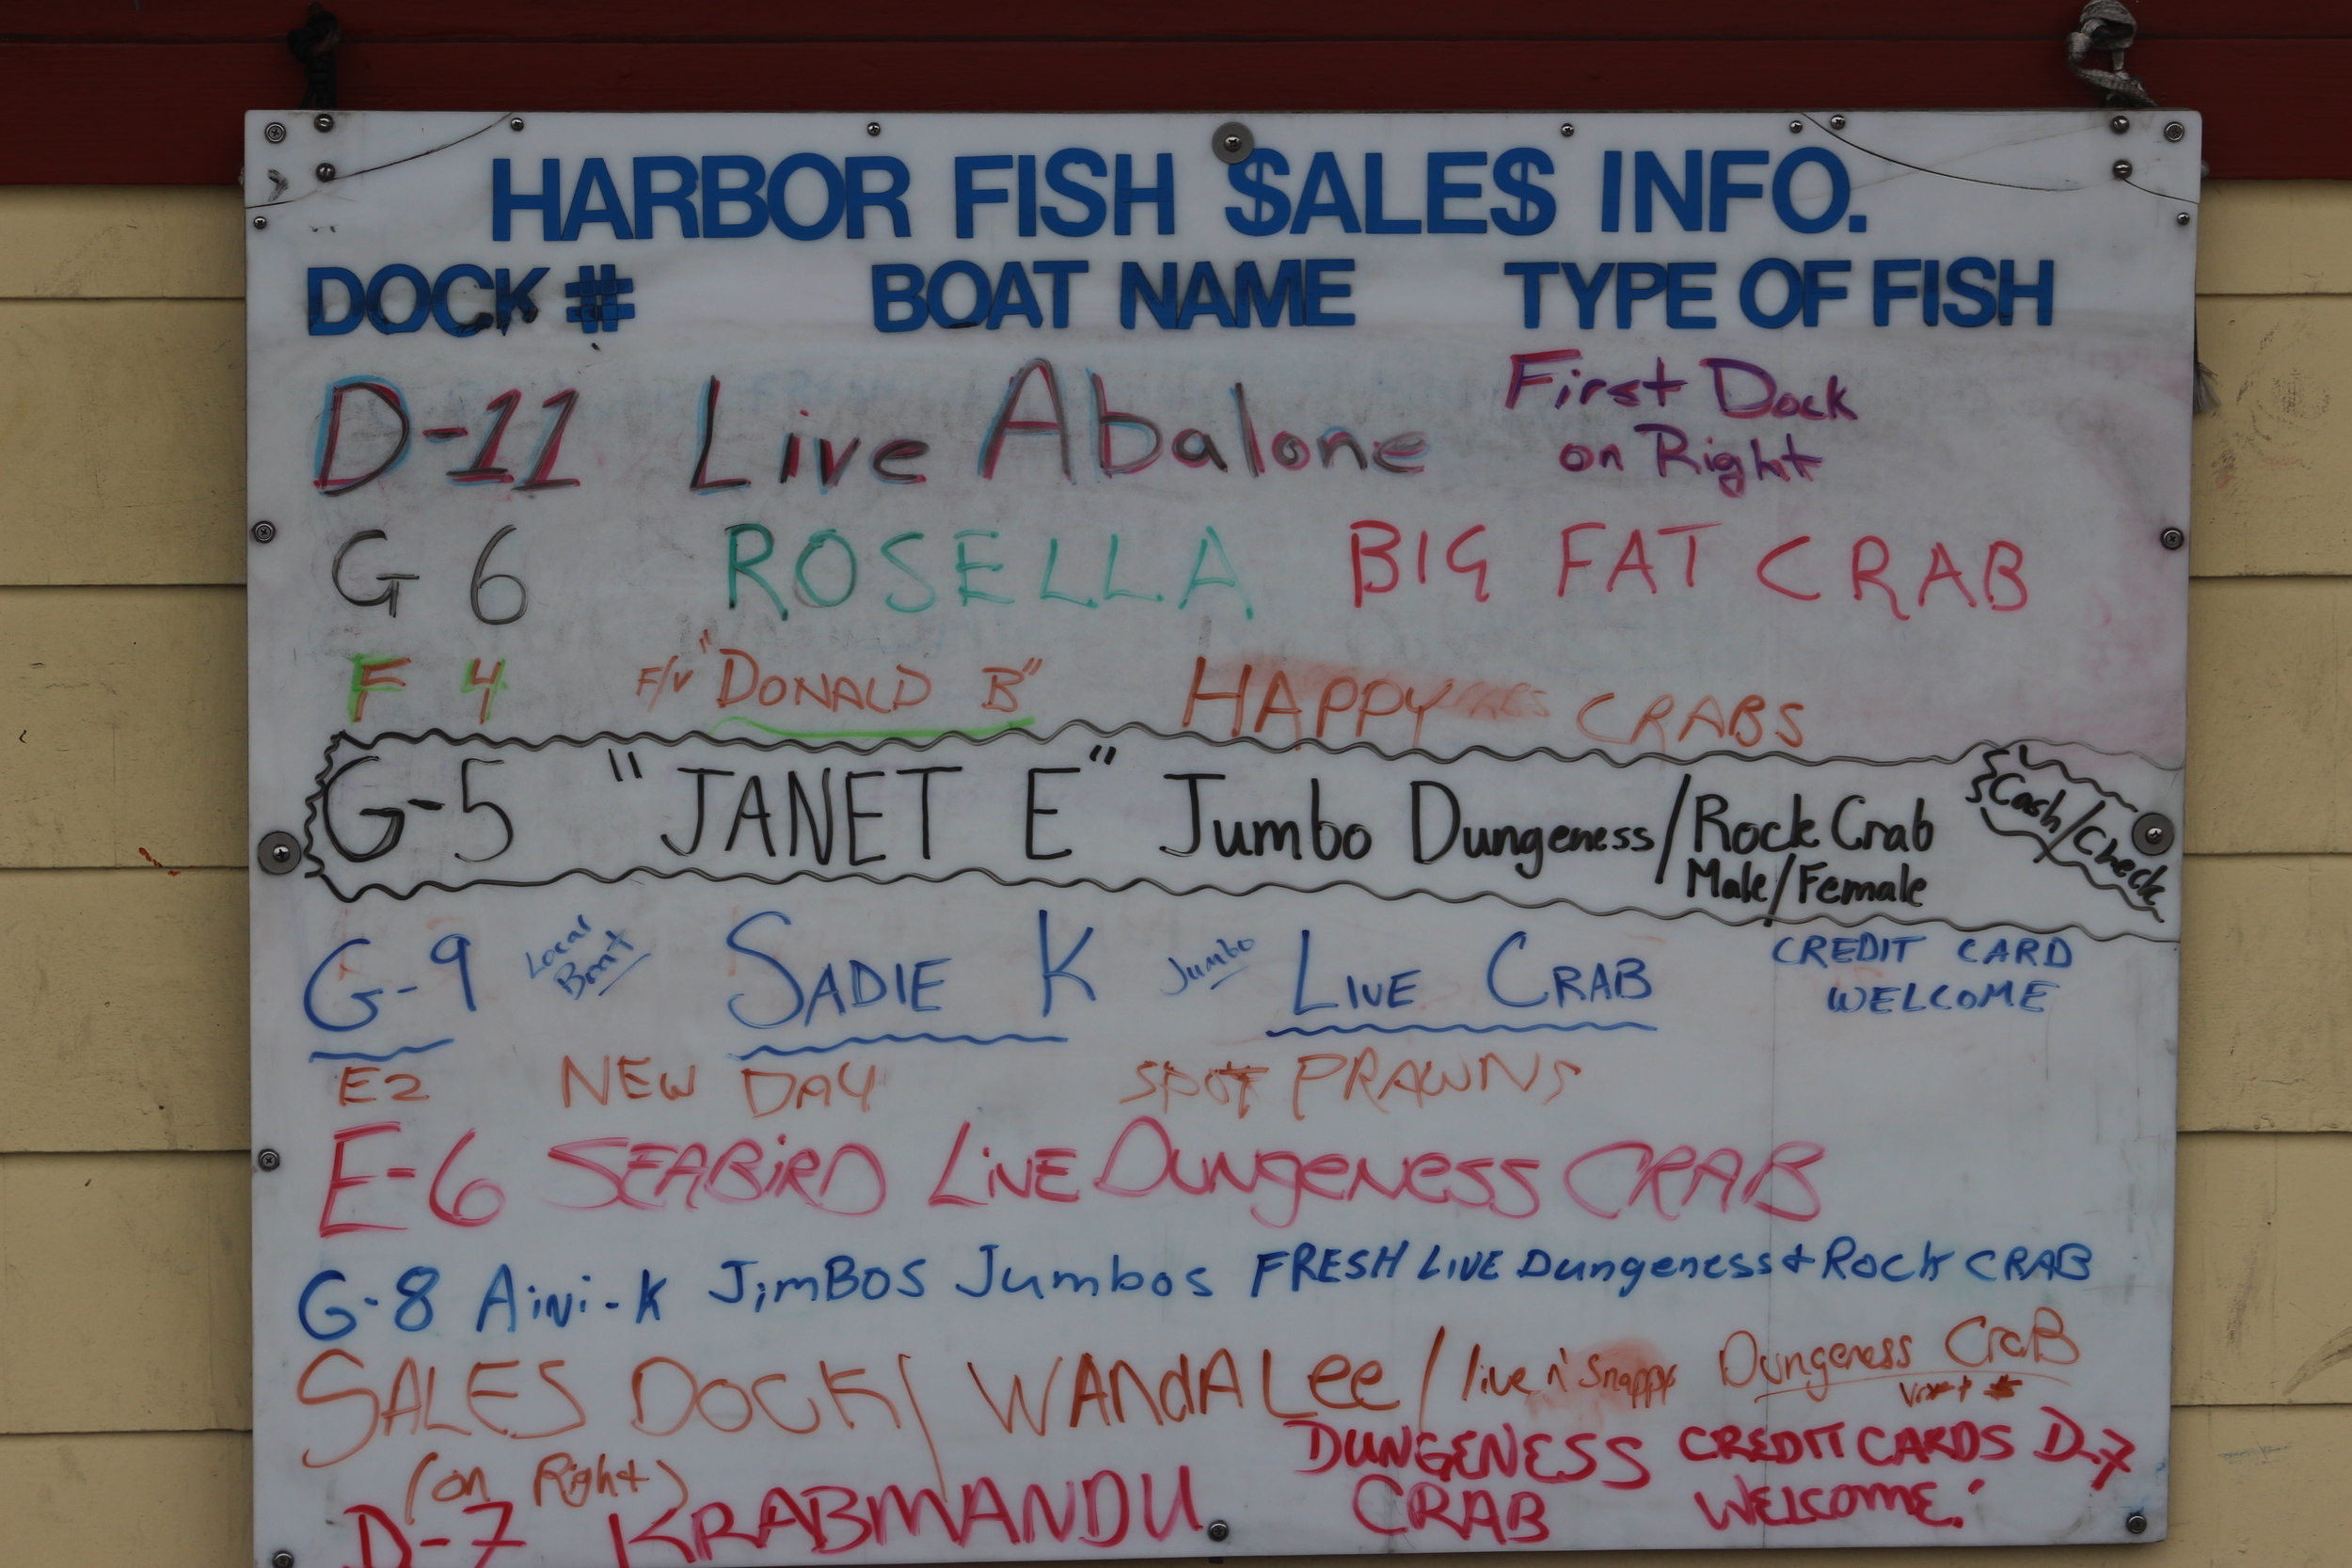 HARBOR FISH $ALE$ INFO.
DOCK # BOAT NAME TYPE OF FISH
D-11 Live Abalone First Dock
on Right
G 6 ROSELLA BIG FAT CRAB
F 4 F/V "DONALD B" HAPPY CRABS
G-5 "JANET E" Jumbo Dungeness/Rock Crab Cash/Check
Male/Female
G-9 Local Boat SADIE K Jumbo LIVE CRAB CREDIT CARD
WELCOME
E2 NEW DAY SPOT PRAWNS
E-6 SEABiRD LiVE DungeNess CRAB
G-8 AiNi-K JimBOS Jumbos FRESH LIVE Dungeness + Rock CRAB
SALES DOCK/ WANdA Lee / live n' Snappy Dungeness CraB
(on Right)
D-7 KRABMANDU DUNGENESS CRAB CREDIT CARDS WELCOME! D-7